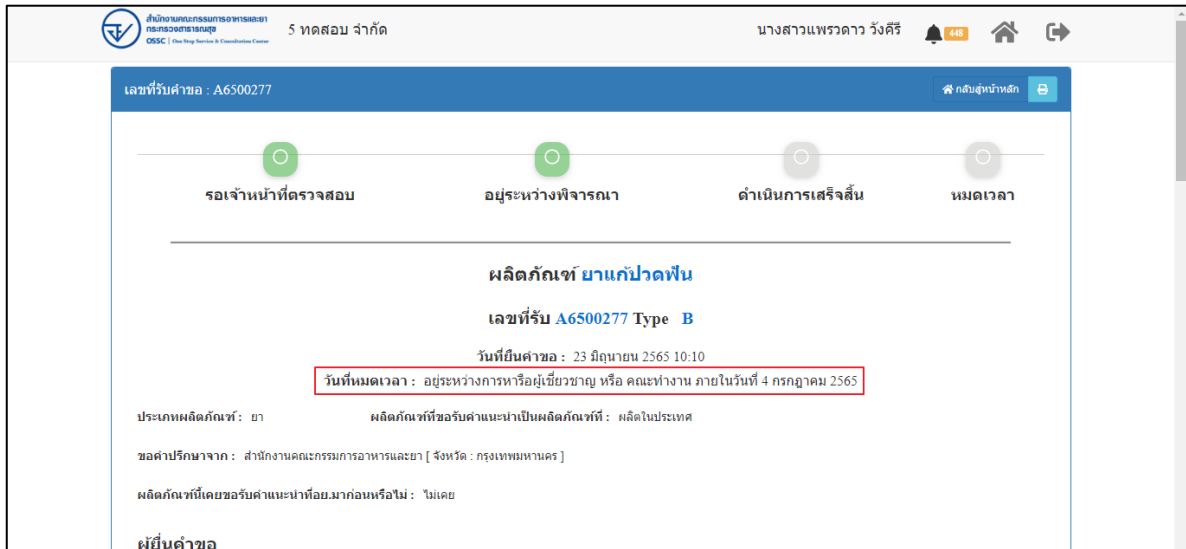 สำนักงานคณะกรรมการอาหารและยา
กระทรวงสาธารณสุข
OSSC | One Stop Service & Consultation Center
5 ทดสอบ จำกัด
นางสาวแพรวดาว วังคีรี
448
เลขที่รับคำขอ : A6500277
กลับสู่หน้าหลัก
รอเจ้าหน้าที่ตรวจสอบ
อยู่ระหว่างพิจารณา
ดำเนินการเสร็จสิ้น
หมดเวลา
ผลิตภัณฑ์ ยาแก้ปวดฟัน
เลขที่รับ A6500277 Type B
วันที่ยืนคำขอ : 23 มิถุนายน 2565 10:10
วันที่หมดเวลา : อยู่ระหว่างการหารือผู้เชี่ยวชาญ หรือ คณะทำงาน ภายในวันที่ 4 กรกฎาคม 2565
ประเภทผลิตภัณฑ์ : ยา ผลิตภัณฑ์ที่ขอรับคำแนะนำเป็นผลิตภัณฑ์ที่ : ผลิตในประเทศ
ขอคำปรึกษาจาก : สำนักงานคณะกรรมการอาหารและยา [ จังหวัด : กรุงเทพมหานคร ]
ผลิตภัณฑ์นี้เคยขอรับคำแนะนำที่อย.มาก่อนหรือไม่ : ไม่เคย
ผู้ยื่นคำขอ